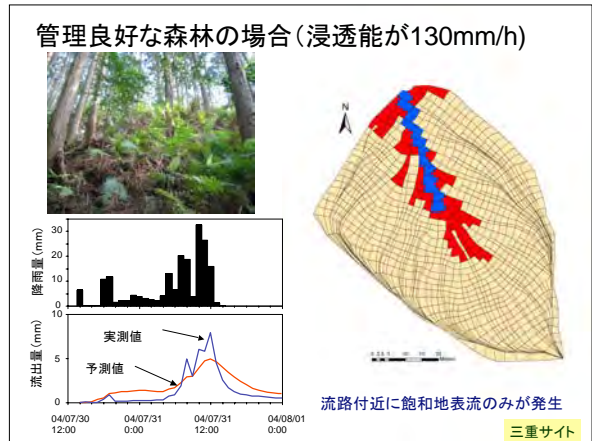 管理良好な森林の場合(浸透能が130mm/h)
N
降雨量(mm)
30
20
10
0
流出量(mm)
10
5
0
実測値
予測値
04/07/30 04/07/31 04/07/31 04/08/01
12:00 0:00 12:00 0:00
流路付近に飽和地表流のみが発生
三重サイト